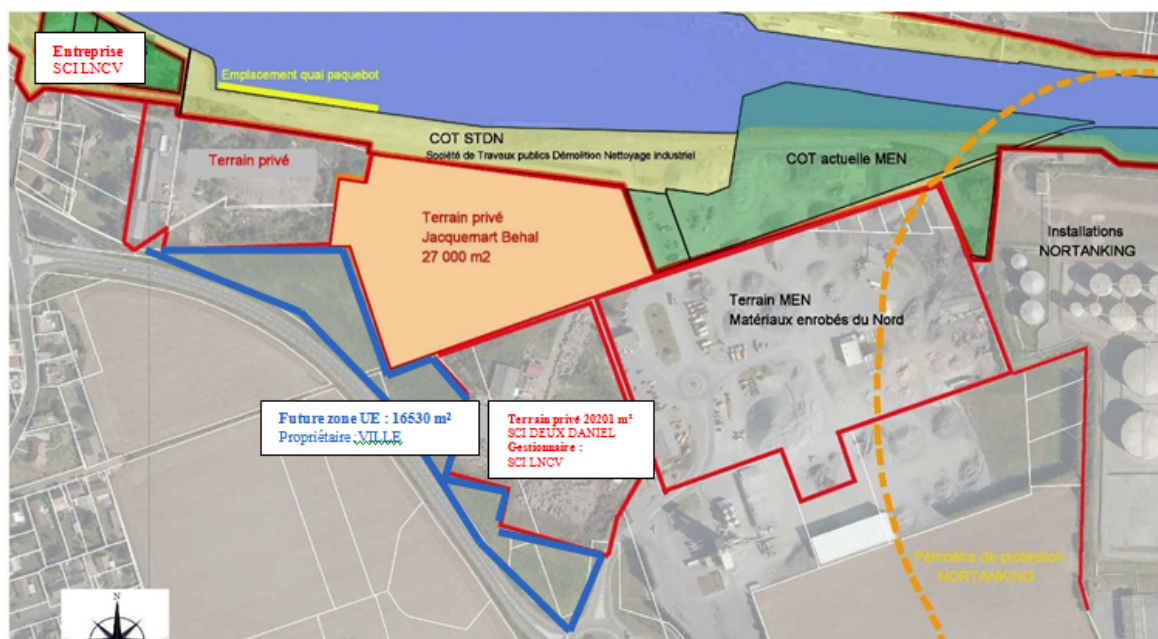 Entreprise
SCI LNCV
Emplacement quai paquebot
Terrain privé
COT STDN
Société de Travaux publics Démolition Nettoyage industriel
COT actuelle MEN
Terrain privé
Jacquemart Behal
27 000 m2
Installations
NORTANKING
Terrain MEN
Matériaux enrobés du Nord
Future zone UE : 16530 m²
Propriétaire : VILLE
Terrain privé 20201 m²
SCI DEUX DANIEL
Gestionnaire :
SCI LNCV
Périmètre de protection
NORTANKING
N